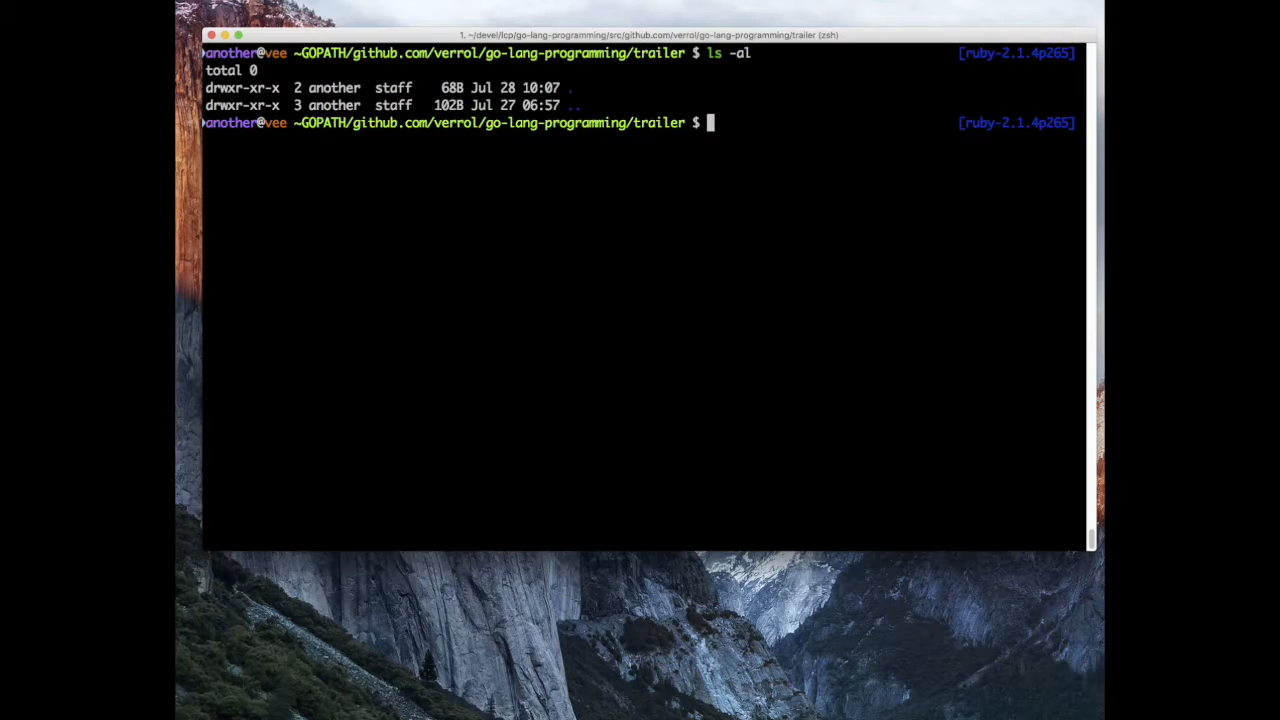 1. ~/devel/lcp/go-lang-programming/src/github.com/verrol/go-lang-programming/trailer (zsh)
another@vee ~GOPATH/github.com/verrol/go-lang-programming/trailer $ ls -al [ruby-2.1.4p265]
total 0
drwxr-xr-x 2 another staff 68B Jul 28 10:07 .
drwxr-xr-x 3 another staff 102B Jul 27 06:57 ..
another@vee ~GOPATH/github.com/verrol/go-lang-programming/trailer $ [ruby-2.1.4p265]